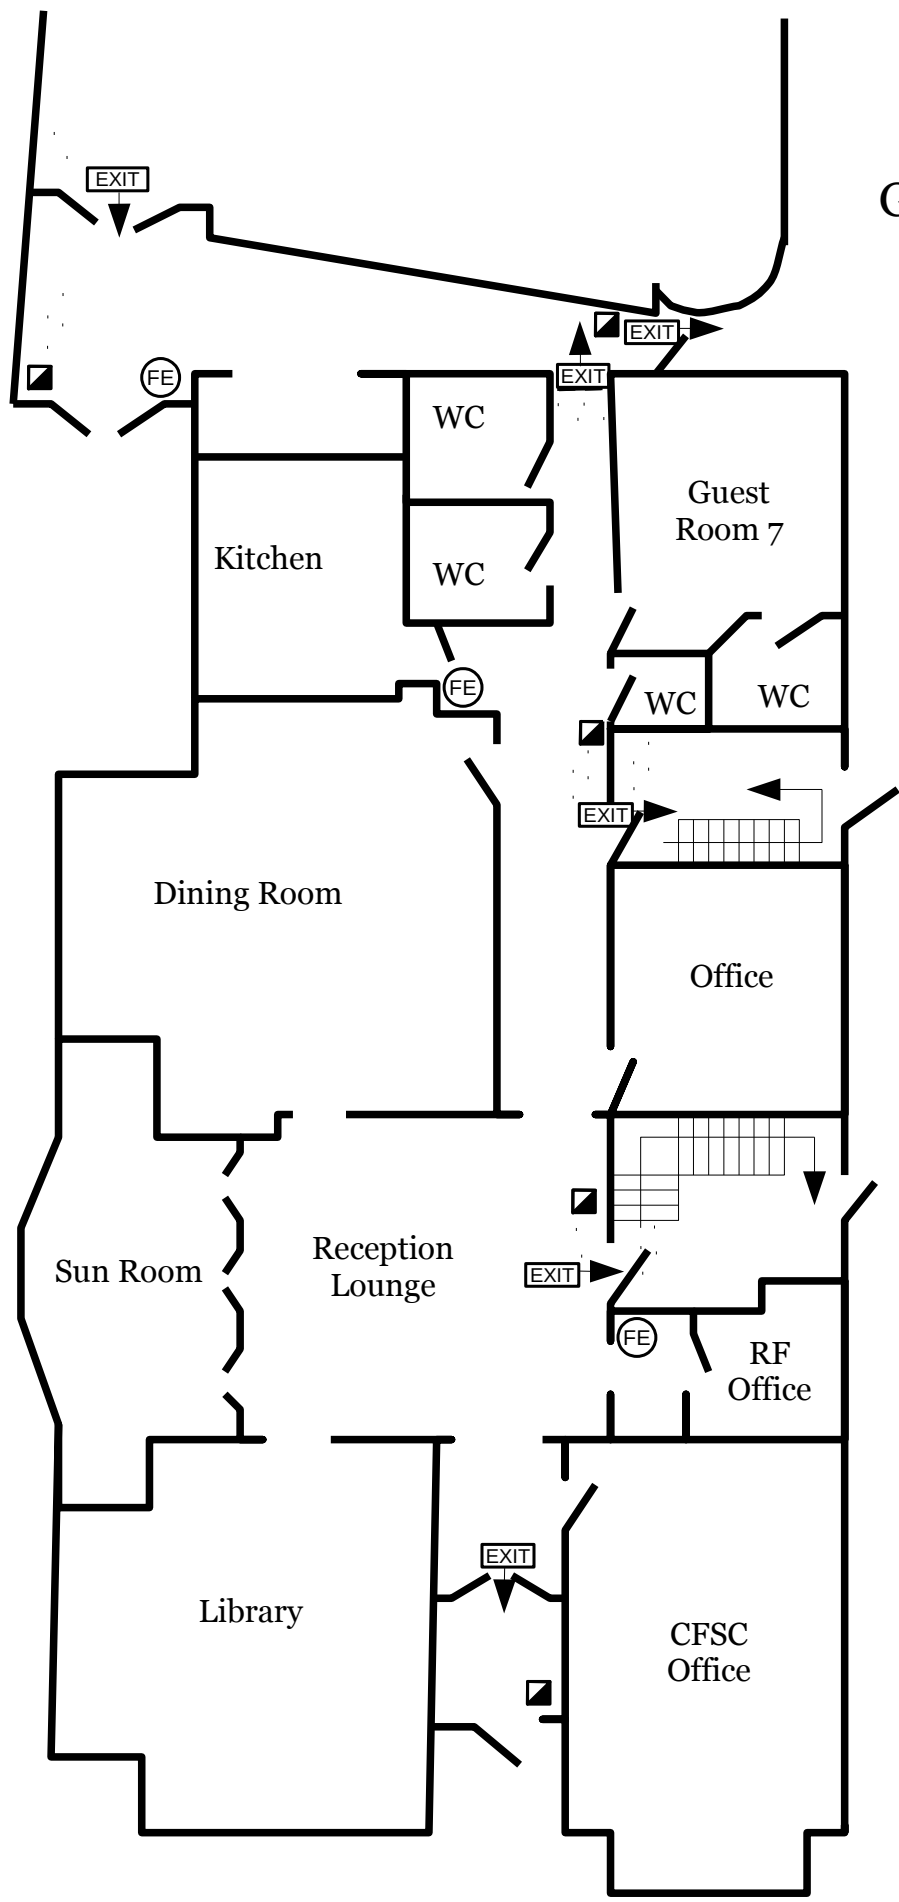 EXIT
G
EXIT
EXIT
FE
WC
Guest
Room 7
Kitchen
WC
FE
WC
WC
EXIT
Dining Room
Office
Sun Room
Reception
Lounge
EXIT
FE
RF
Office
EXIT
Library
CFSC
Office